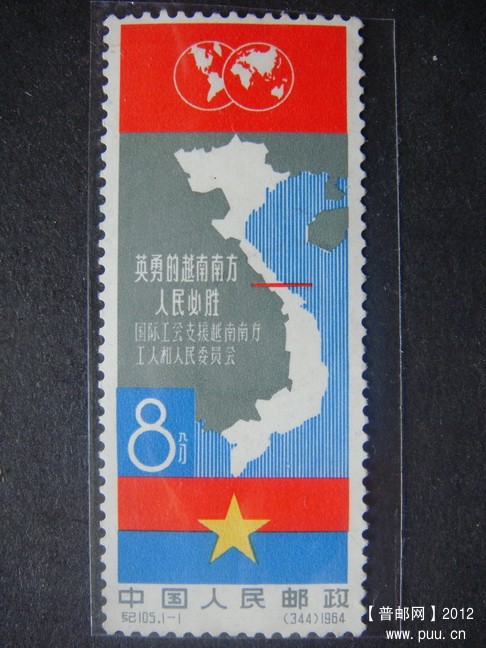 英勇的越南南方
人民必胜
国际工会支援越南南方
工人和人民委员会
8分
中国人民邮政
纪105.1-1 (344)1964
【普邮网】2012
www.puu.cn